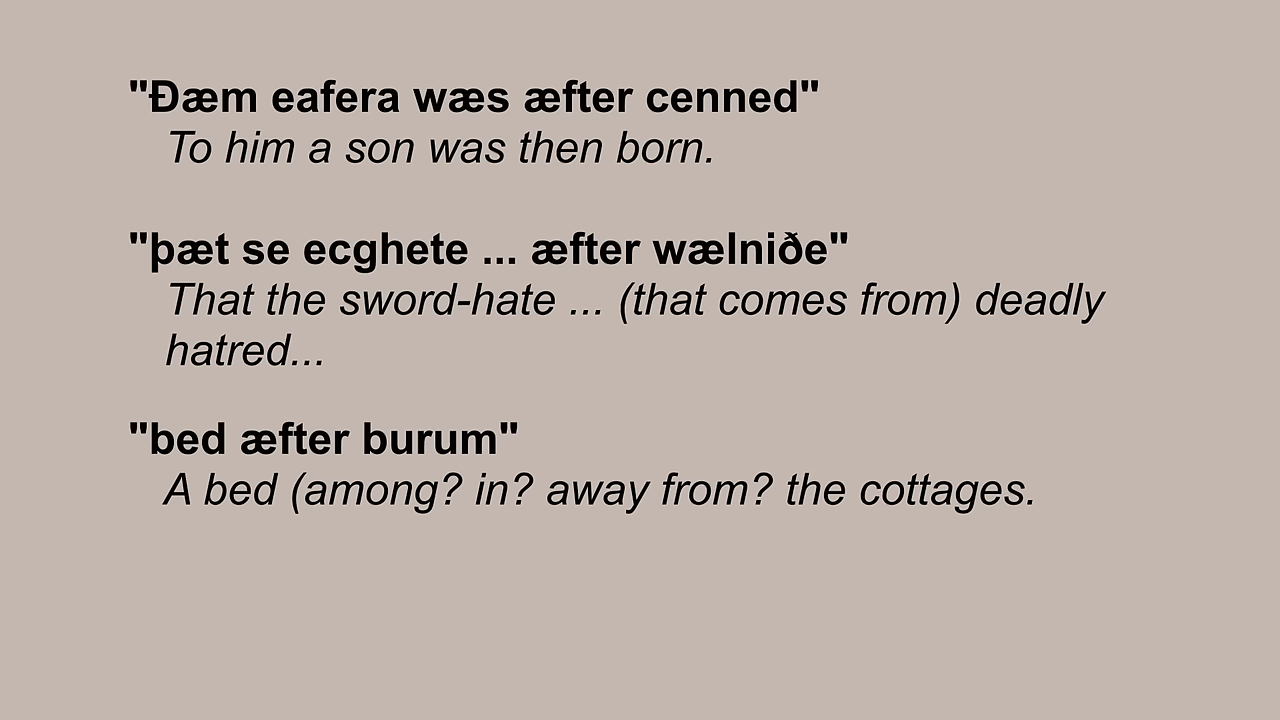 "Ðæm eafera wæs æfter cenned"
To him a son was then born.
"þæt se ecghete ... æfter wælniðe"
That the sword-hate ... (that comes from) deadly
hatred...
"bed æfter burum"
A bed (among? in? away from? the cottages.